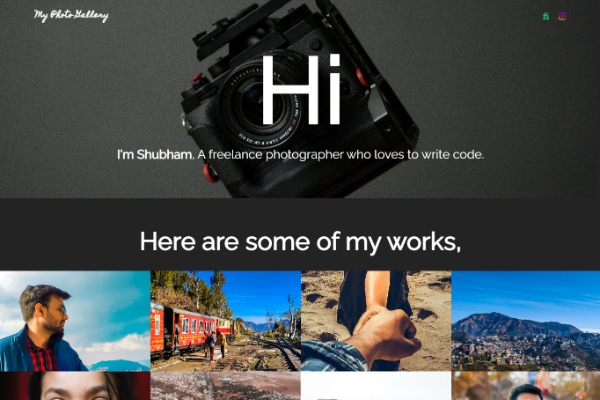 My Photo Gallery
Hi
I'm Shubham. A freelance photographer who loves to write code.
Here are some of my works,